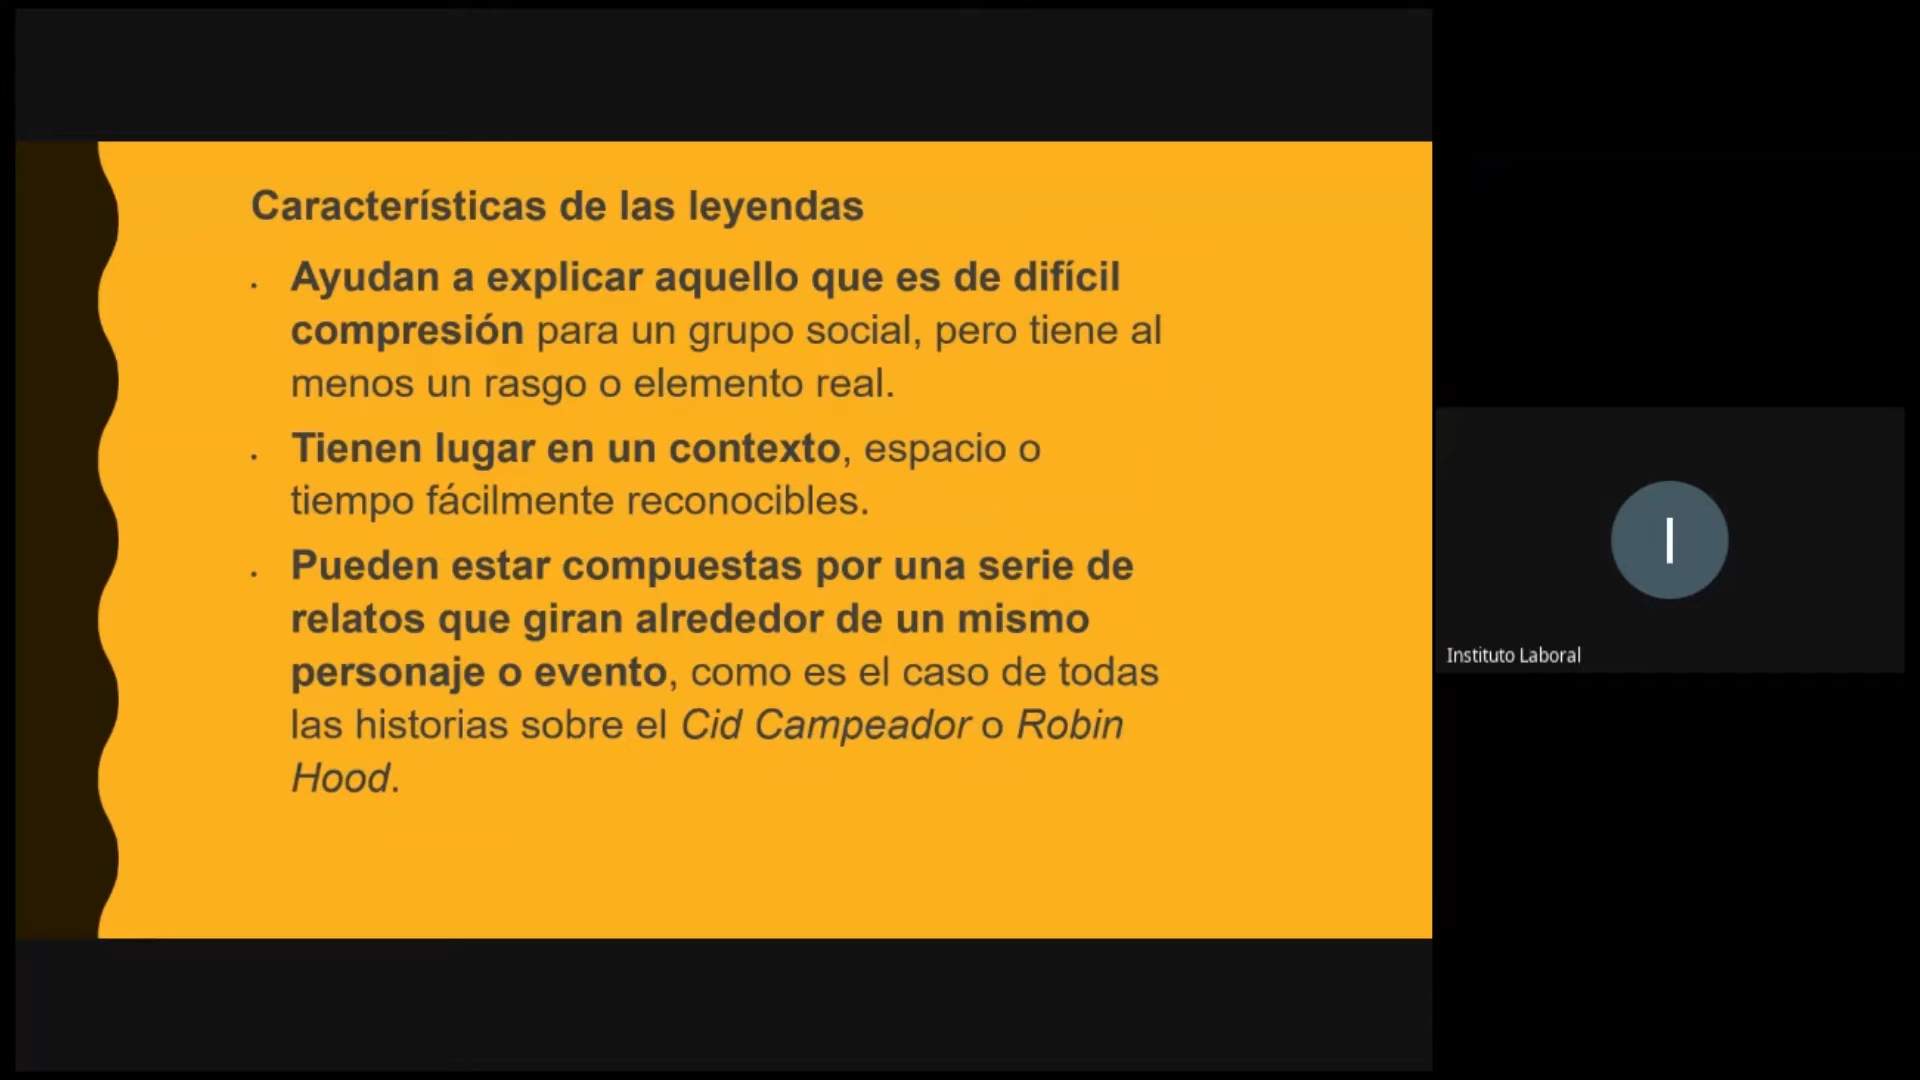 Características de las leyendas
• Ayudan a explicar aquello que es de difícil
compresión para un grupo social, pero tiene al
menos un rasgo o elemento real.
• Tienen lugar en un contexto, espacio o
tiempo fácilmente reconocibles.
• Pueden estar compuestas por una serie de
relatos que giran alrededor de un mismo
personaje o evento, como es el caso de todas
las historias sobre el Cid Campeador o Robin
Hood.
I
Instituto Laboral